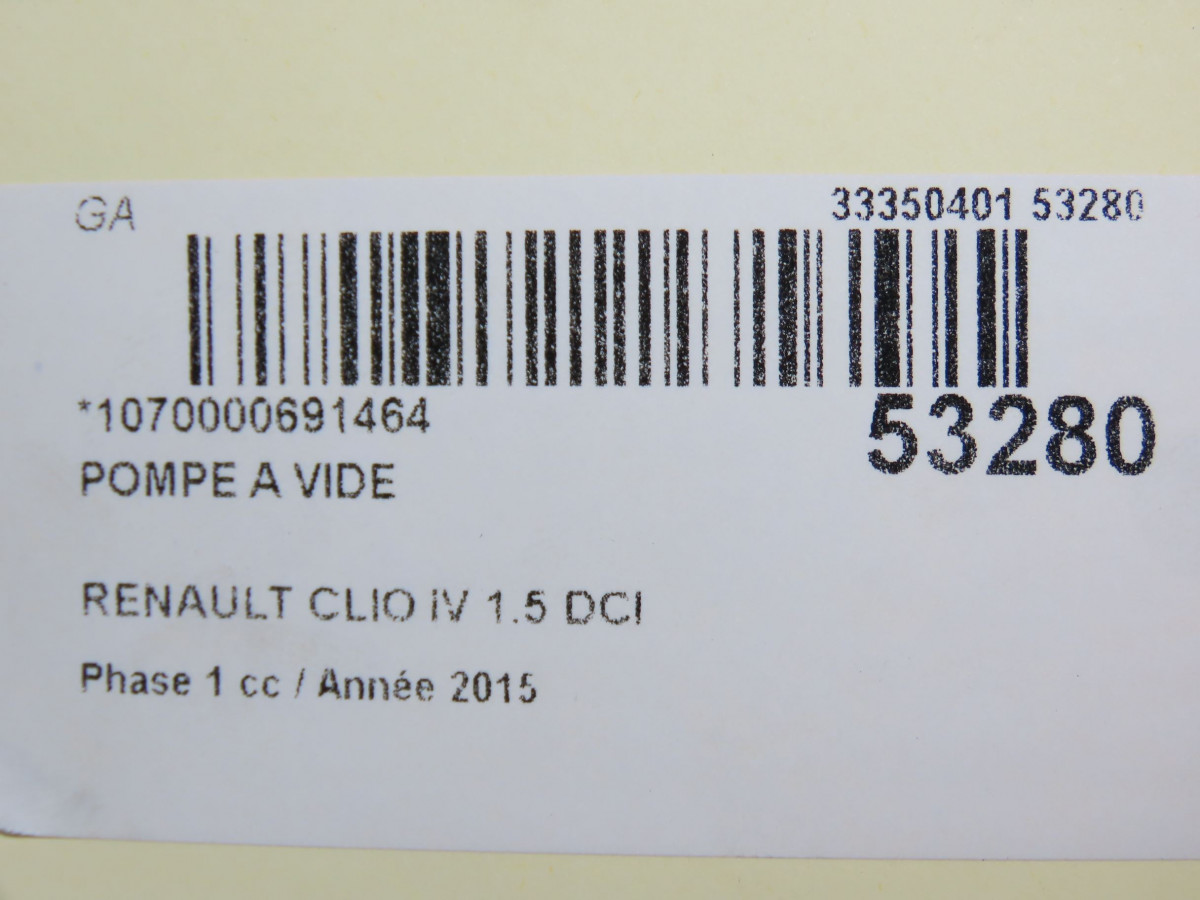 GA
33350401 53280
*1070000691464
53280
POMPE A VIDE
RENAULT CLIO IV 1.5 DCI
Phase 1 cc / Année 2015